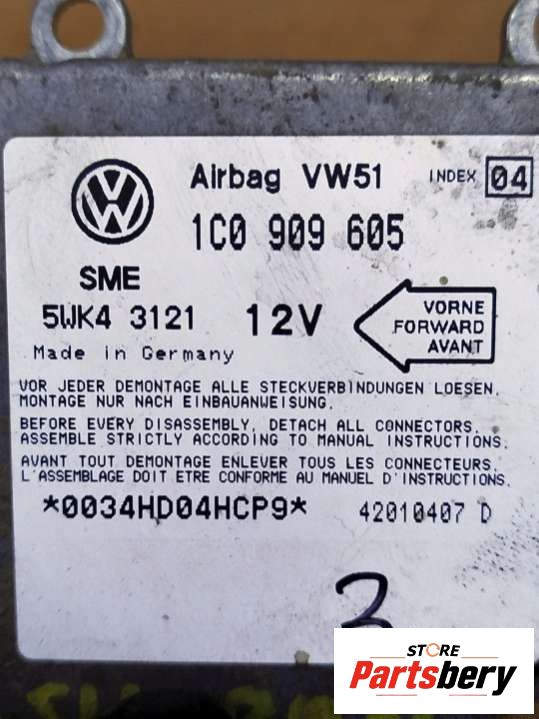 Airbag VW51 INDEX 04
1C0 909 605
SME
5WK4 3121 12V
VORNE
FORWARD
AVANT
Made in Germany
VOR JEDER DEMONTAGE ALLE STECKVERBINDUNGEN LOESEN.
MONTAGE NUR NACH EINBAUANWEISUNG.
BEFORE EVERY DISASSEMBLY, DETACH ALL CONNECTORS.
ASSEMBLE STRICTLY ACCORDING TO MANUAL INSTRUCTIONS.
AVANT TOUT DEMONTAGE ENLEVER TOUS LES CONNECTEURS.
L'ASSEMBLAGE DOIT ETRE CONFORME AU MANUEL D'INSTRUCTIONS.
*0034HD04HCP9* 42010407 D
3
STORE
Partsbery